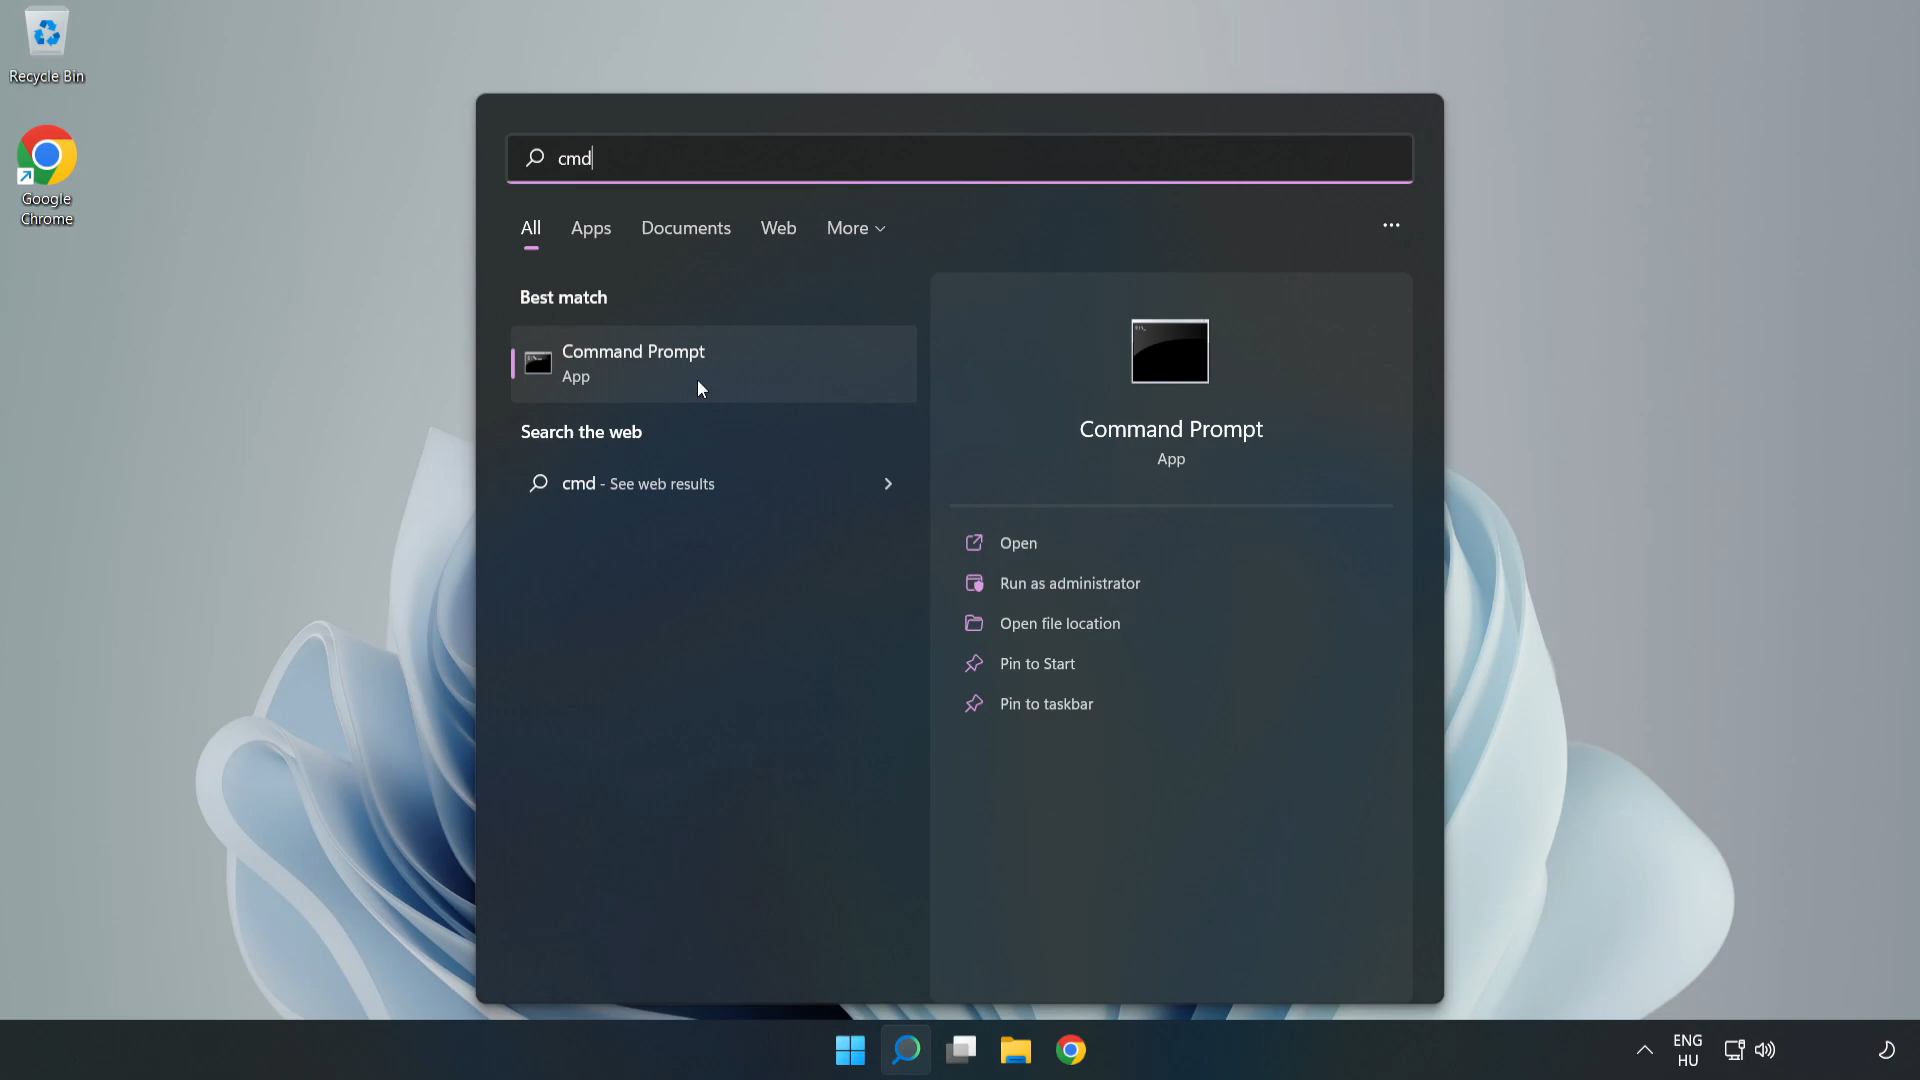 Recycle Bin
Google
Chrome
cmd
All Apps Documents Web More
Best match
Command Prompt
App
Search the web
cmd - See web results
Command Prompt
App
Open
Run as administrator
Open file location
Pin to Start
Pin to taskbar
ENG
HU